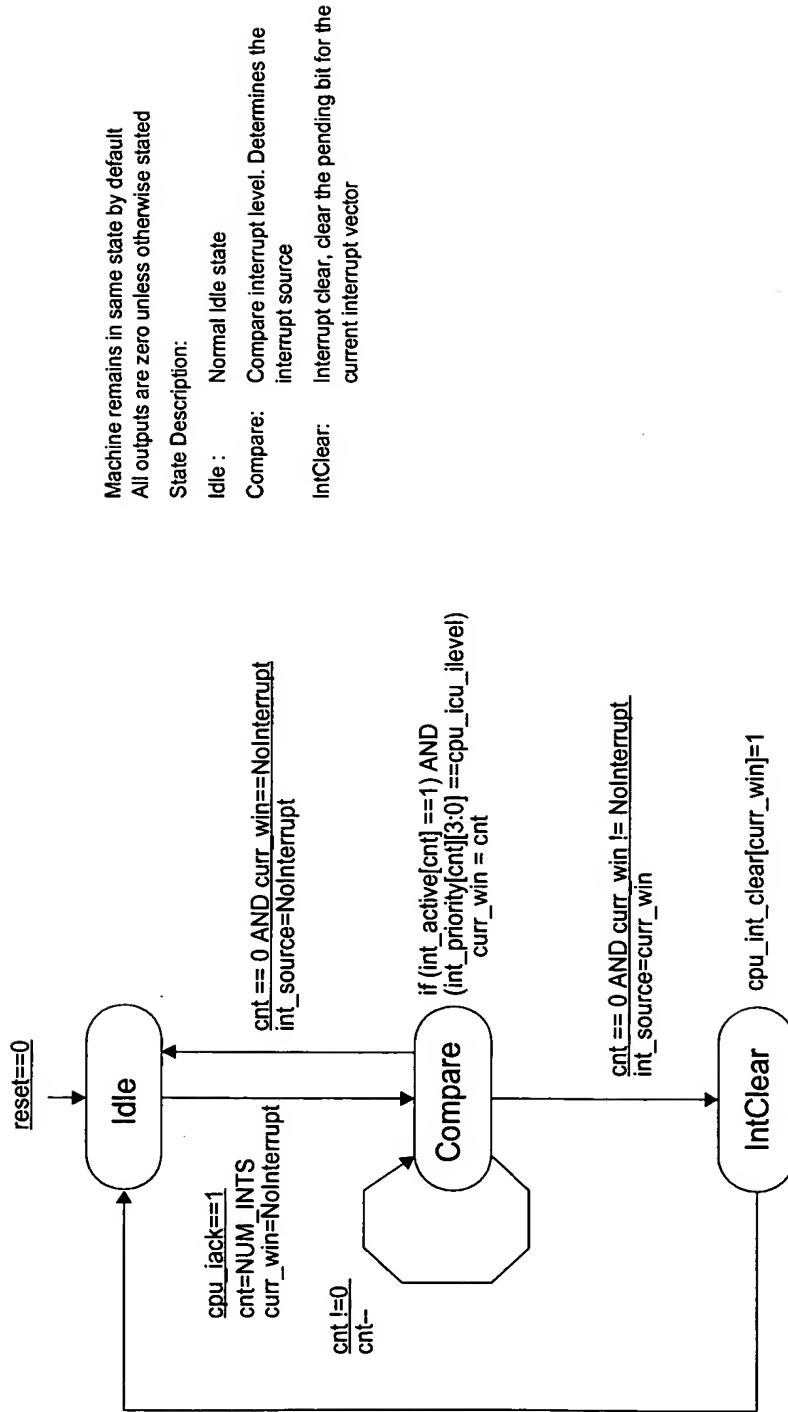 reset==0
Idle
cpu_iack==1
cnt=NUM_INTS
curr_win=NoInterrupt
cnt == 0 AND curr_win==NoInterrupt
int_source=NoInterrupt
cnt !=0
cnt--
Compare
if (int_active[cnt] ==1) AND
(int_priority[cnt][3:0] ==cpu_icu_ilevel)
curr_win = cnt
cnt == 0 AND curr_win != NoInterrupt
int_source=curr_win
IntClear
cpu_int_clear[curr_win]=1
Machine remains in same state by default
All outputs are zero unless otherwise stated
State Description:
Idle : Normal Idle state
Compare: Compare interrupt level. Determines the
interrupt source
IntClear: Interrupt clear, clear the pending bit for the
current interrupt vector